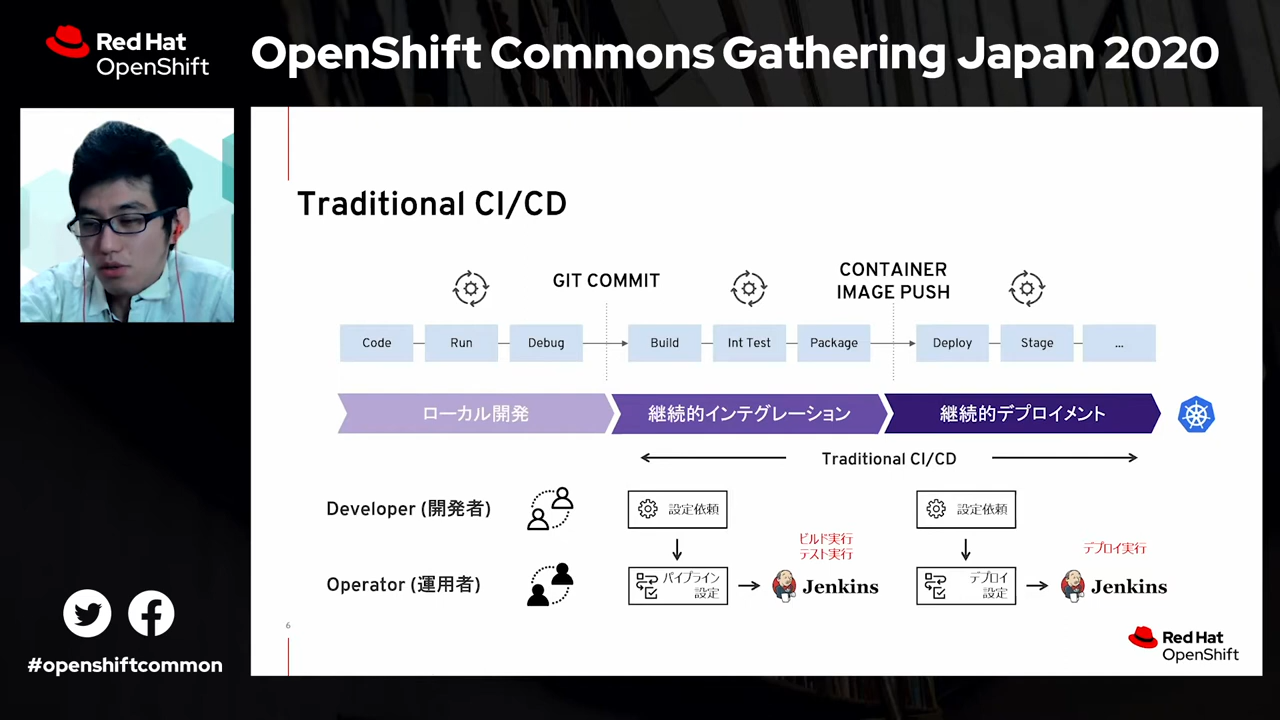 Red Hat
OpenShift
OpenShift Commons Gathering Japan 2020
Traditional CI/CD
GIT COMMIT
CONTAINER
IMAGE PUSH
Code
Run
Debug
Build
Int Test
Package
Deploy
Stage
...
ローカル開発
継続的インテグレーション
継続的デプロイメント
Traditional CI/CD
Developer (開発者)
設定依頼
設定依頼
ビルド実行
テスト実行
デプロイ実行
Operator (運用者)
パイプライン
設定
Jenkins
デプロイ
設定
Jenkins
6
Red Hat
OpenShift
#openshiftcommon